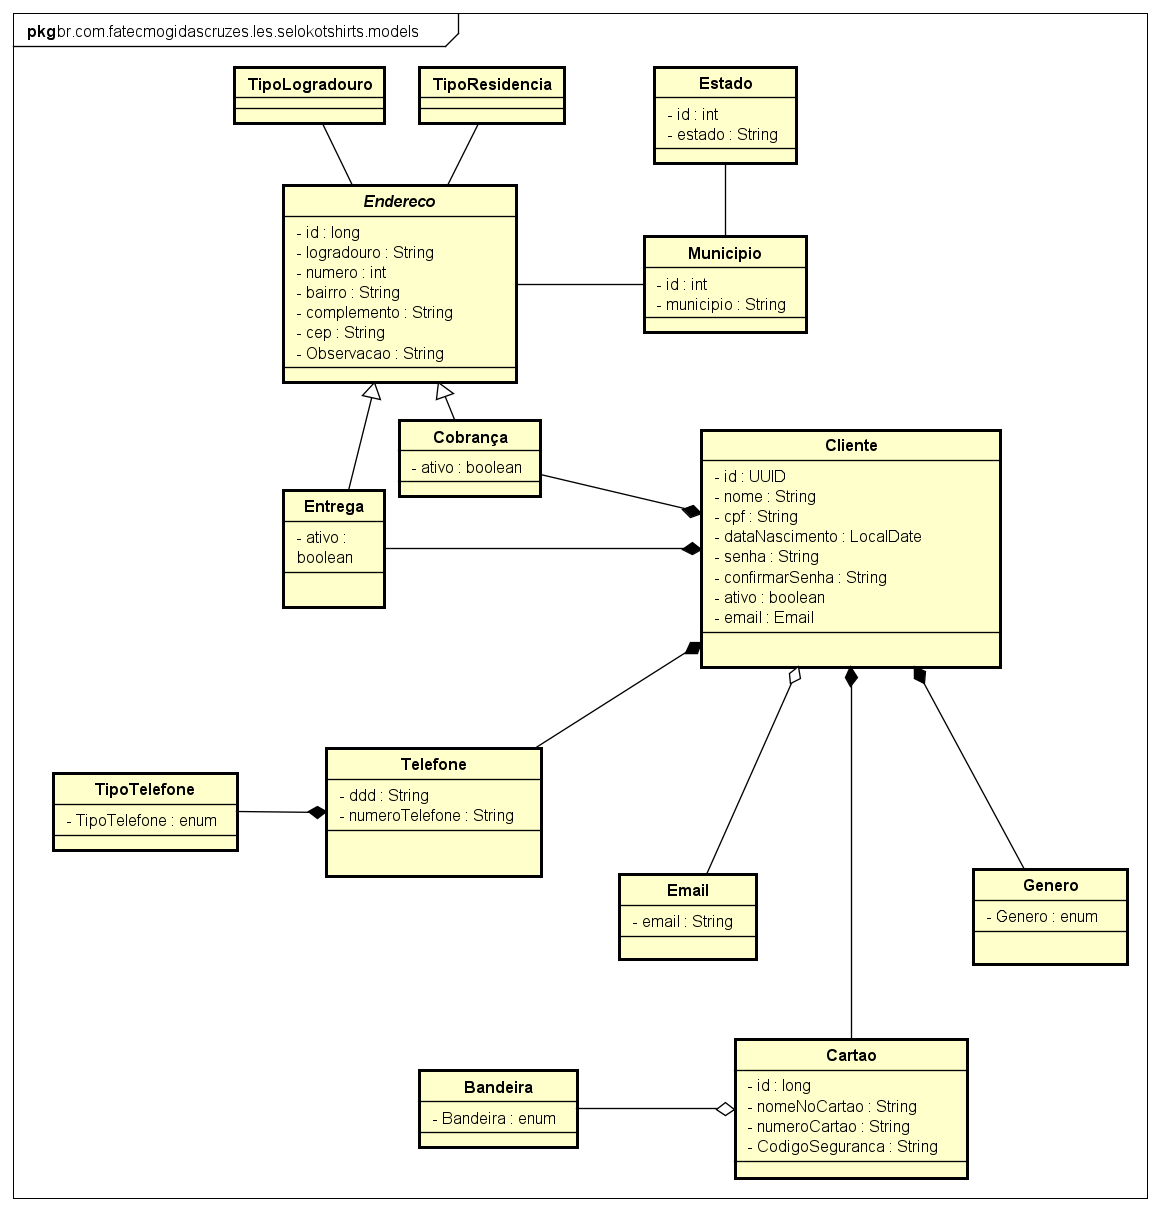 pkg br.com.fatecmogidascruzes.les.selokotshirts.models
TipoLogradouro
TipoResidencia
Estado
- id : int
- estado : String
Endereco
- id : long
- logradouro : String
- numero : int
- bairro : String
- complemento : String
- cep : String
- Observacao : String
Municipio
- id : int
- municipio : String
Cobrança
- ativo : boolean
Entrega
- ativo :
boolean
Cliente
- id : UUID
- nome : String
- cpf : String
- dataNascimento : LocalDate
- senha : String
- confirmarSenha : String
- ativo : boolean
- email : Email
Telefone
- ddd : String
- numeroTelefone : String
TipoTelefone
- TipoTelefone : enum
Email
- email : String
Genero
- Genero : enum
Cartao
- id : long
- nomeNoCartao : String
- numeroCartao : String
- CodigoSeguranca : String
Bandeira
- Bandeira : enum